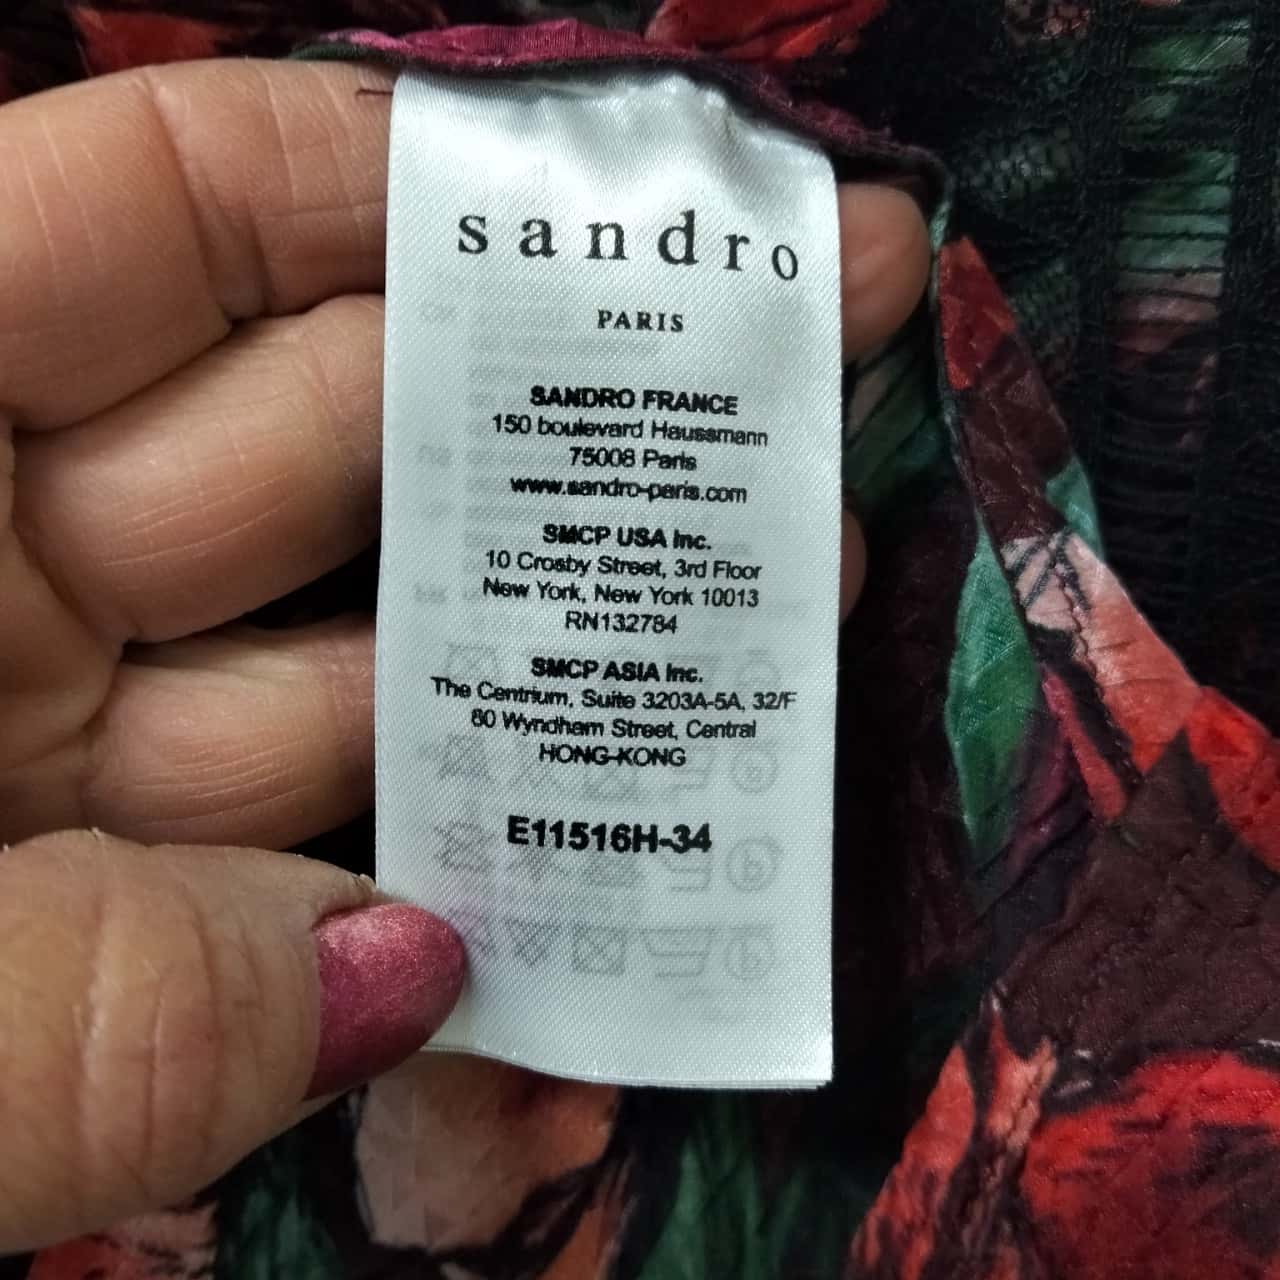 sandro
PARIS
SANDRO FRANCE
150 boulevard Haussmann
75008 Paris
www.sandro-paris.com
SMCP USA Inc.
10 Crosby Street, 3rd Floor
New York, New York 10013
RN132784
SMCP ASIA Inc.
The Centrium, Suite 3203A-5A, 32/F
60 Wyndham Street, Central
HONG-KONG
E11516H-34